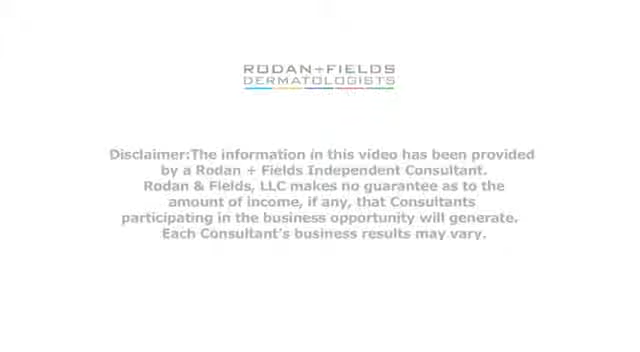 RODAN+FIELDS
DERMATOLOGISTS
Disclaimer:The information in this video has been provided
by a Rodan + Fields Independent Consultant.
Rodan & Fields, LLC makes no guarantee as to the
amount of income, if any, that Consultants
participating in the business opportunity will generate.
Each Consultant's business results may vary.